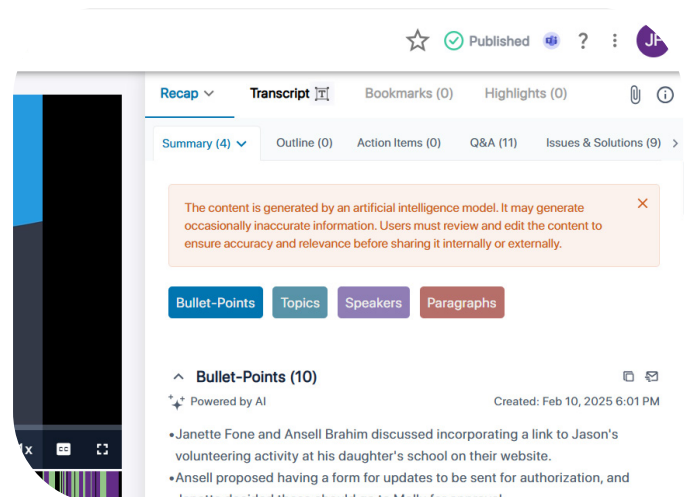 Published ? JF
Recap Transcript T Bookmarks (0) Highlights (0)
Summary (4) Outline (0) Action Items (0) Q&A (11) Issues & Solutions (9)
The content is generated by an artificial intelligence model. It may generate
occasionally inaccurate information. Users must review and edit the content to
ensure accuracy and relevance before sharing it internally or externally.
Bullet-Points Topics Speakers Paragraphs
Bullet-Points (10)
Powered by AI Created: Feb 10, 2025 6:01 PM
•Janette Fone and Ansell Brahim discussed incorporating a link to Jason's
volunteering activity at his daughter's school on their website.
•Ansell proposed having a form for updates to be sent for authorization, and
x CC